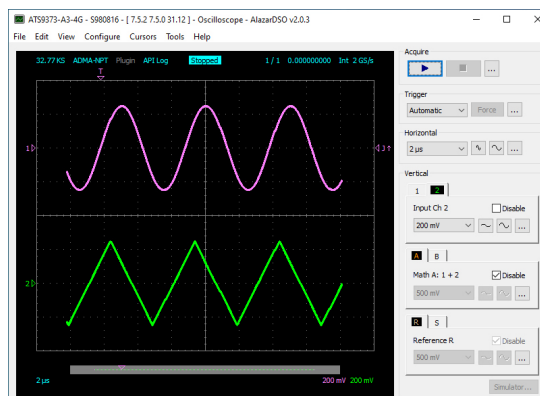 ATS9373-A3-4G - S980816 - [ 7.5.2 7.5.0 31.12 ] - Oscilloscope - AlazarDSO v2.0.3
File Edit View Configure Cursors Tools Help
32.77 KS ADMA-NPT Plugin API Log Stopped 1 / 1 0.000000000 Int 2 GS/s
T
1
J
2
2 µs 200 mV 200 mV
Acquire
...
Trigger
Automatic Force ...
Horizontal
2 µs ...
Vertical
1 2
Input Ch 2 Disable
200 mV ...
A B
Math A: 1 + 2 Disable
500 mV ...
R S
Reference R Disable
500 mV ...
Simulator...